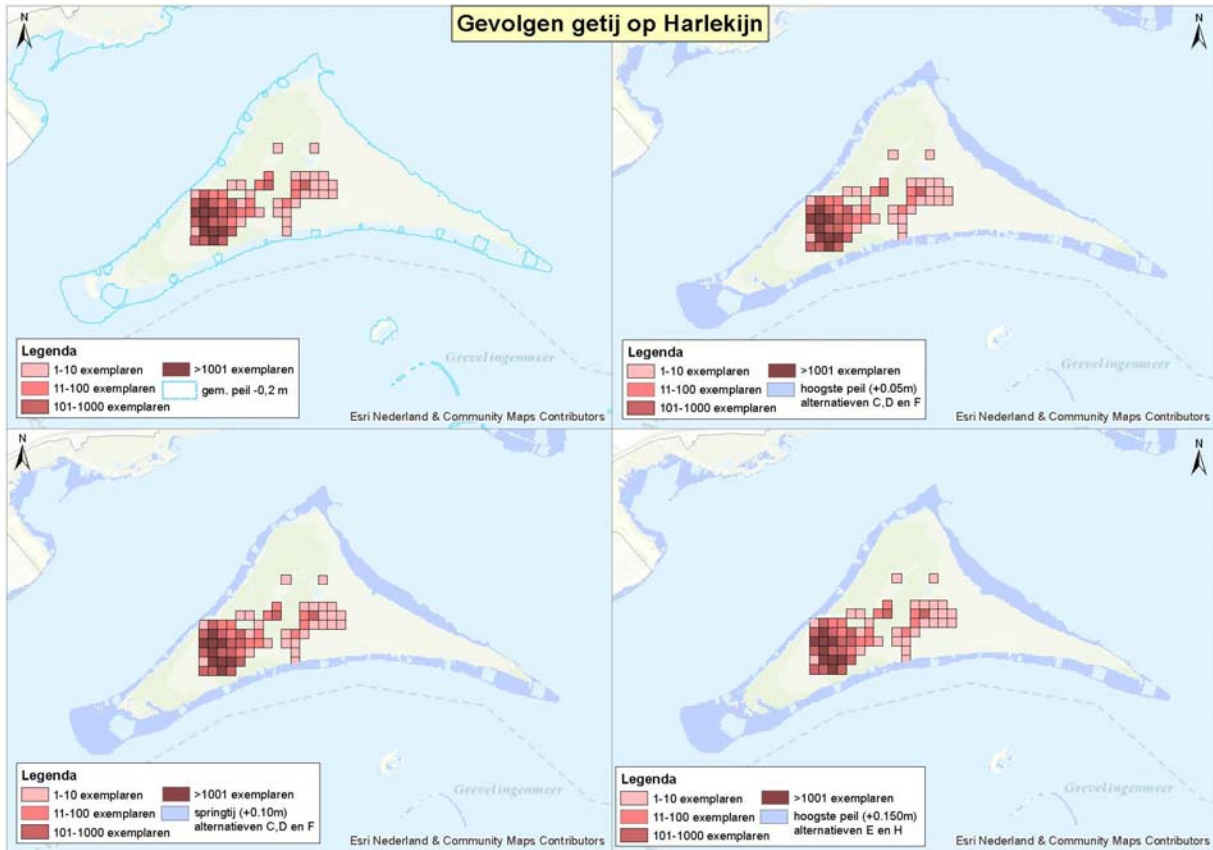 Gevolgen getij op Harlekijn
N
Grevelingenmeer
Legenda
1-10 exemplaren
>1001 exemplaren
11-100 exemplaren
gem. peil -0,2 m
101-1000 exemplaren
Esri Nederland & Community Maps Contributors
N
Grevelingenmeer
Legenda
1-10 exemplaren
>1001 exemplaren
11-100 exemplaren
hoogste peil (+0.05m)
101-1000 exemplaren
alternatieven C,D en F
Esri Nederland & Community Maps Contributors
N
Grevelingenmeer
Legenda
1-10 exemplaren
>1001 exemplaren
11-100 exemplaren
springtij (+0.10m)
101-1000 exemplaren
alternatieven C,D en F
Esri Nederland & Community Maps Contributors
N
Grevelingenmeer
Legenda
1-10 exemplaren
>1001 exemplaren
11-100 exemplaren
hoogste peil (+0.150m)
101-1000 exemplaren
alternatieven E en H
Esri Nederland & Community Maps Contributors